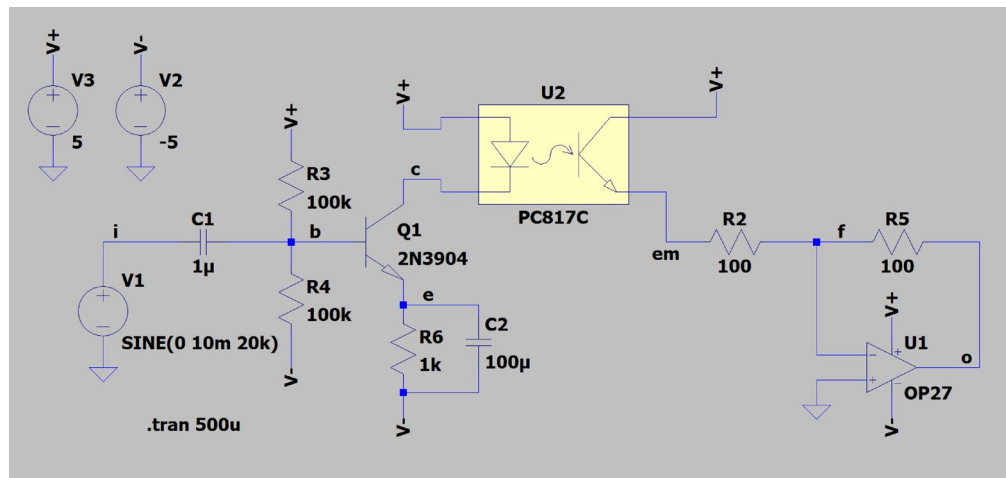 V+
V3
5
V-
V2
-5
V+
R3
100k
i
C1
1µ
b
V1
SINE(0 10m 20k)
R4
100k
V-
.tran 500u
c
Q1
2N3904
e
R6
1k
C2
100µ
V-
V+
U2
PC817C
V+
em
R2
100
f
R5
100
V+
U1
o
OP27
V-